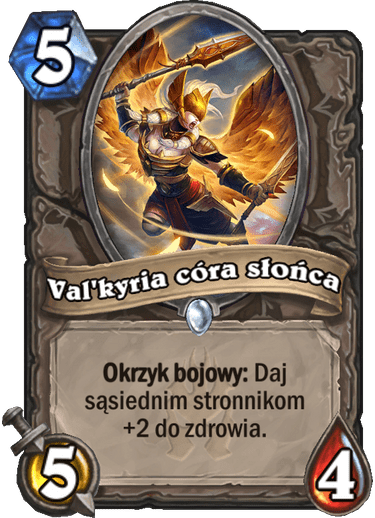 5
Val'kyria córa słońca
Okrzyk bojowy: Daj
sąsiednim stronnikom
+2 do zdrowia.
5
4